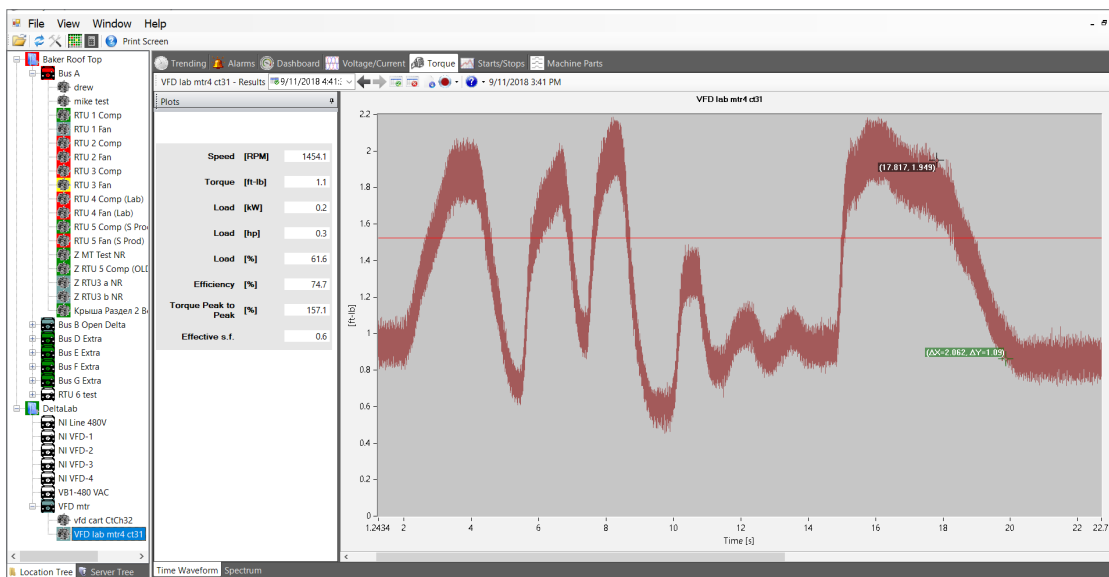 File View Window Help
Print Screen
Baker Roof Top
Bus A
drew
mike test
RTU 1 Comp
RTU 1 Fan
RTU 2 Comp
RTU 2 Fan
RTU 3 Comp
RTU 3 Fan
RTU 4 Comp (Lab)
RTU 4 Fan (Lab)
RTU 5 Comp (S Pro
RTU 5 Fan (S Prod)
Z MT Test NR
Z RTU 5 Comp (OLD
Z RTU3 a NR
Z RTU3 b NR
Крыша Раздел 2 В
Bus B Open Delta
Bus D Extra
Bus E Extra
Bus F Extra
Bus G Extra
RTU 6 test
DeltaLab
NI Line 480V
NI VFD-1
NI VFD-2
NI VFD-3
NI VFD-4
VB1-480 VAC
VFD mtr
vfd cart CtCh32
VFD lab mtr4 ct31
Location Tree Server Tree
Trending Alarms Dashboard Voltage/Current Torque Starts/Stops Machine Parts
VFD lab mtr4 ct31 - Results 9/11/2018 4:41: 9/11/2018 3:41 PM
Plots
Speed [RPM] 1454.1
Torque [ft-lb] 1.1
Load [kW] 0.2
Load [hp] 0.3
Load [%] 61.6
Efficiency [%] 74.7
Torque Peak to Peak [%] 157.1
Effective s.f. 0.6
Time Waveform Spectrum
VFD lab mtr4 ct31
2.2
2
1.8
1.6
1.4
1.2
1
0.8
0.6
0.4
0.2
0
[ft-lb]
(17.817, 1.949)
(ΔX=2.062, ΔY=1.09)
1.2434 2 4 6 8 10 12 14 16 18 20 22 22.7
Time [s]